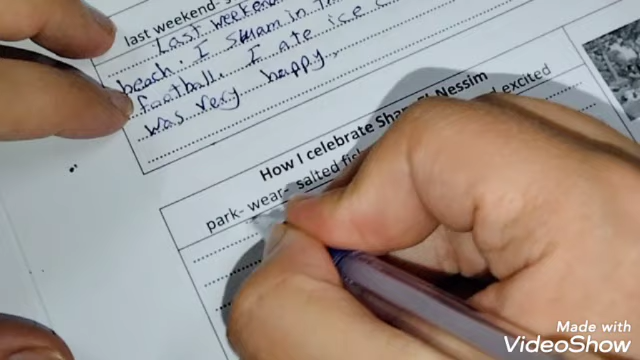 last weekend-
Last weekend
beach. I swam in
football. I ate ice
was very happy.
How I celebrate Sham El Nessim
park- wear- salted fish excited
Made with
VideoShow